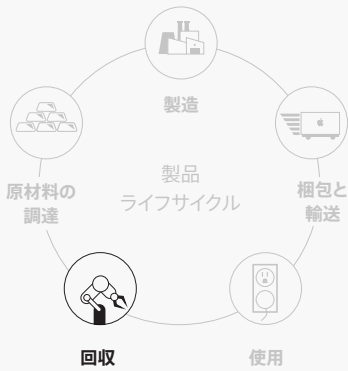 製造
原材料の
調達
製品
ライフサイクル
梱包と
輸送
回収
使用